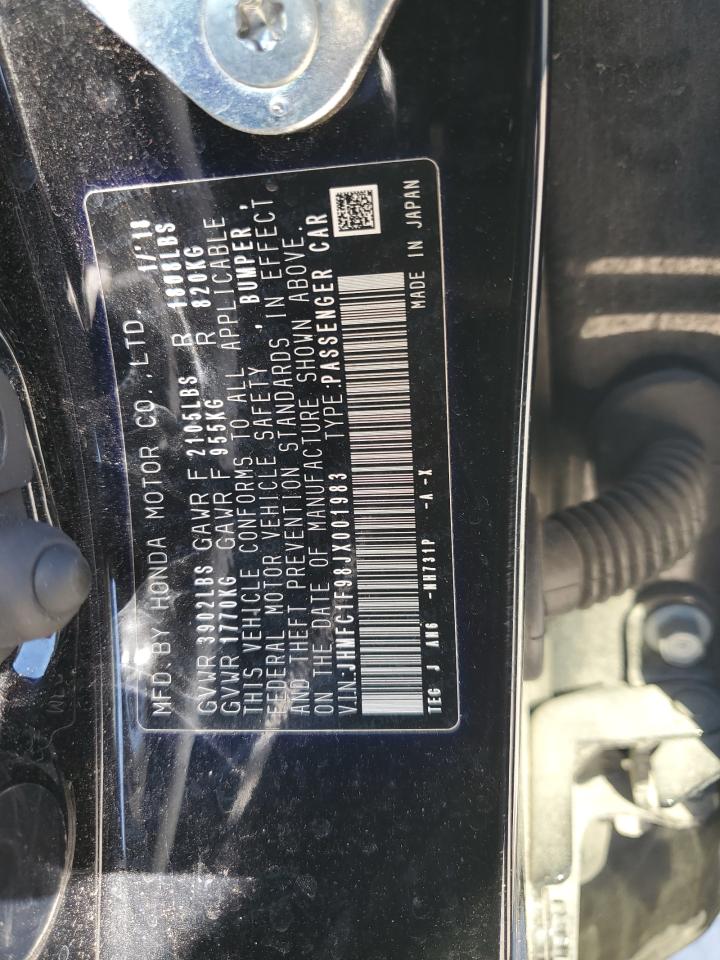 MFD. BY HONDA MOTOR CO., LTD. 1/'18
GVWR 3902LBS GAWR F 2105LBS R 1808LBS
GVWR 1770KG GAWR F 955KG R 820KG
THIS VEHICLE CONFORMS TO ALL APPLICABLE
FEDERAL MOTOR VEHICLE SAFETY , BUMPER ,
AND THEFT PREVENTION STANDARDS IN EFFECT
ON THE DATE OF MANUFACTURE SHOWN ABOVE.
V.I.N:JHMFC1F98JX001983 TYPE:PASSENGER CAR
TEG J AN6 -NH731P -A -X MADE IN JAPAN